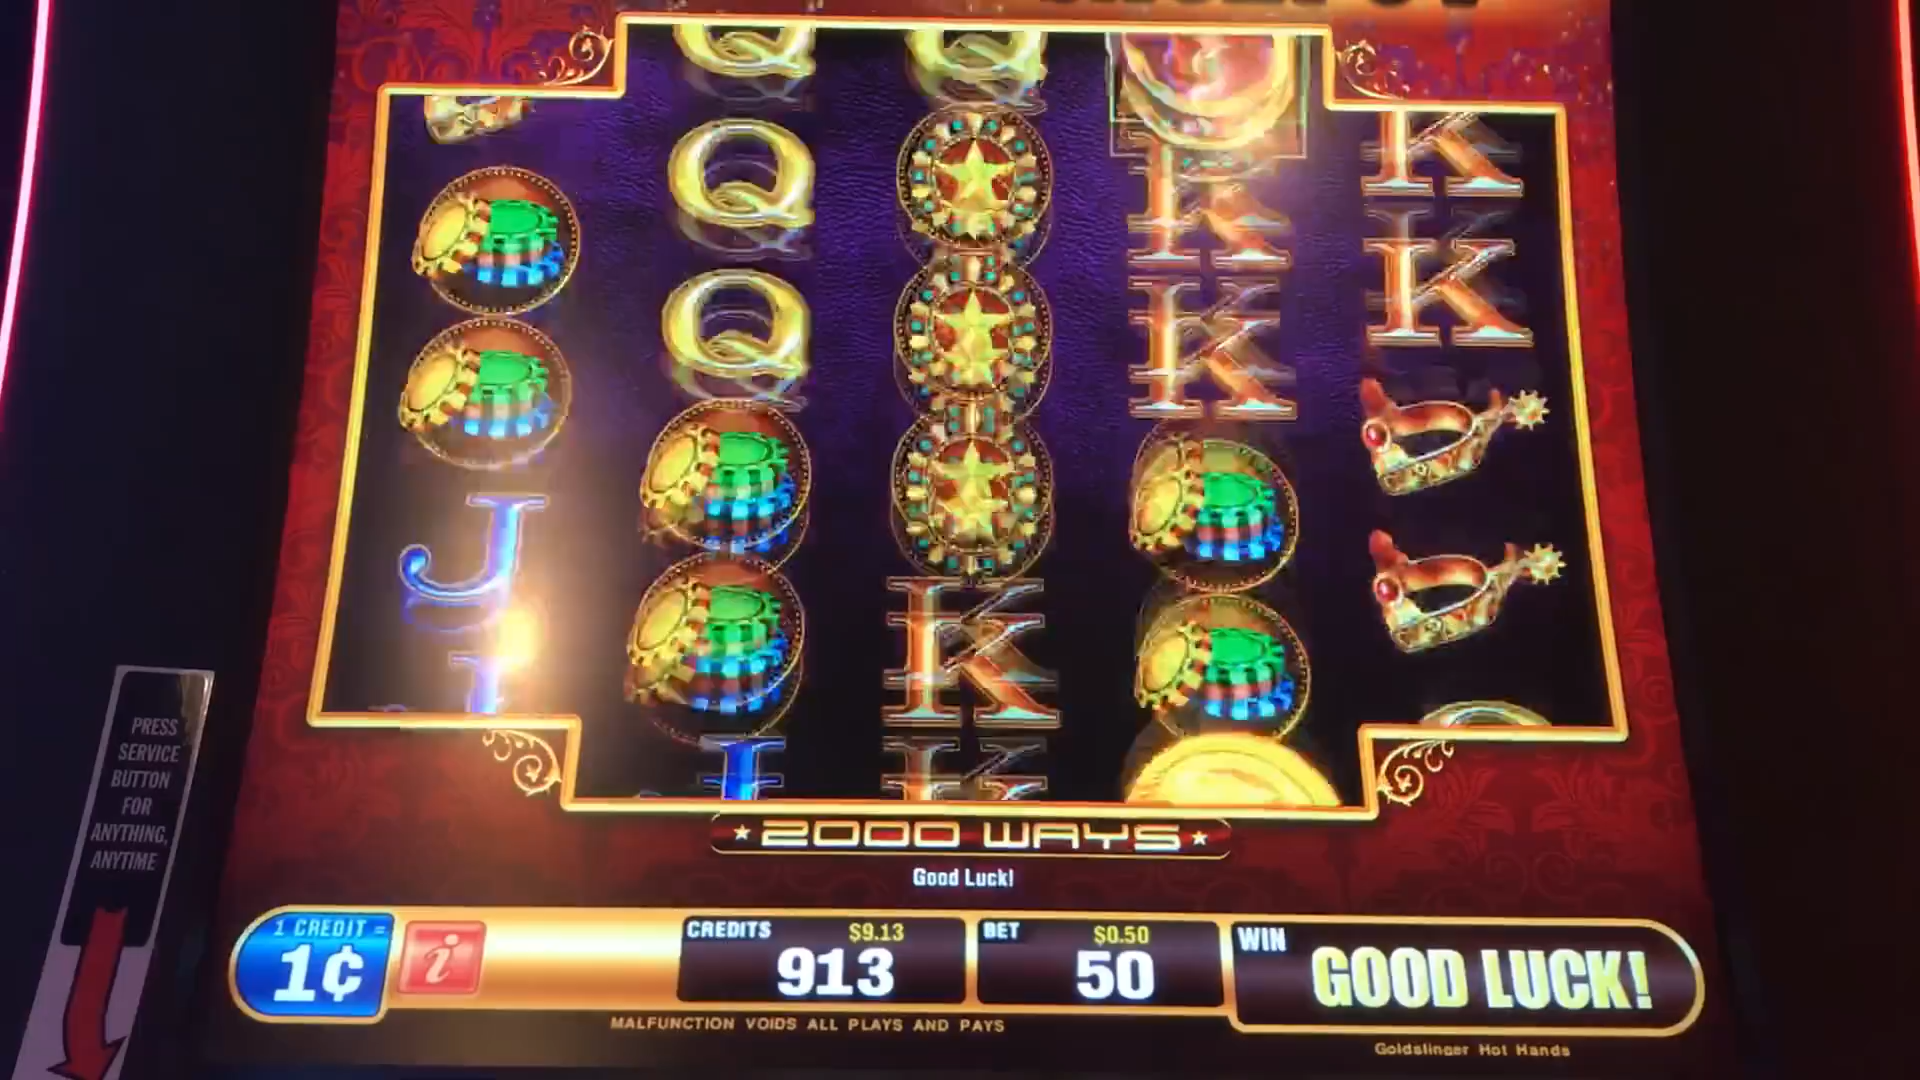 Q Q
Q K K
Q K K
J K
J K
PRESS
SERVICE
BUTTON
FOR
ANYTHING,
ANYTIME
2000 WAYS
Good Luck!
1 CREDIT =
1¢
i
CREDITS $9.13
913
BET $0.50
50
WIN
GOOD LUCK!
MALFUNCTION VOIDS ALL PLAYS AND PAYS
Goldslinger Hot Hands